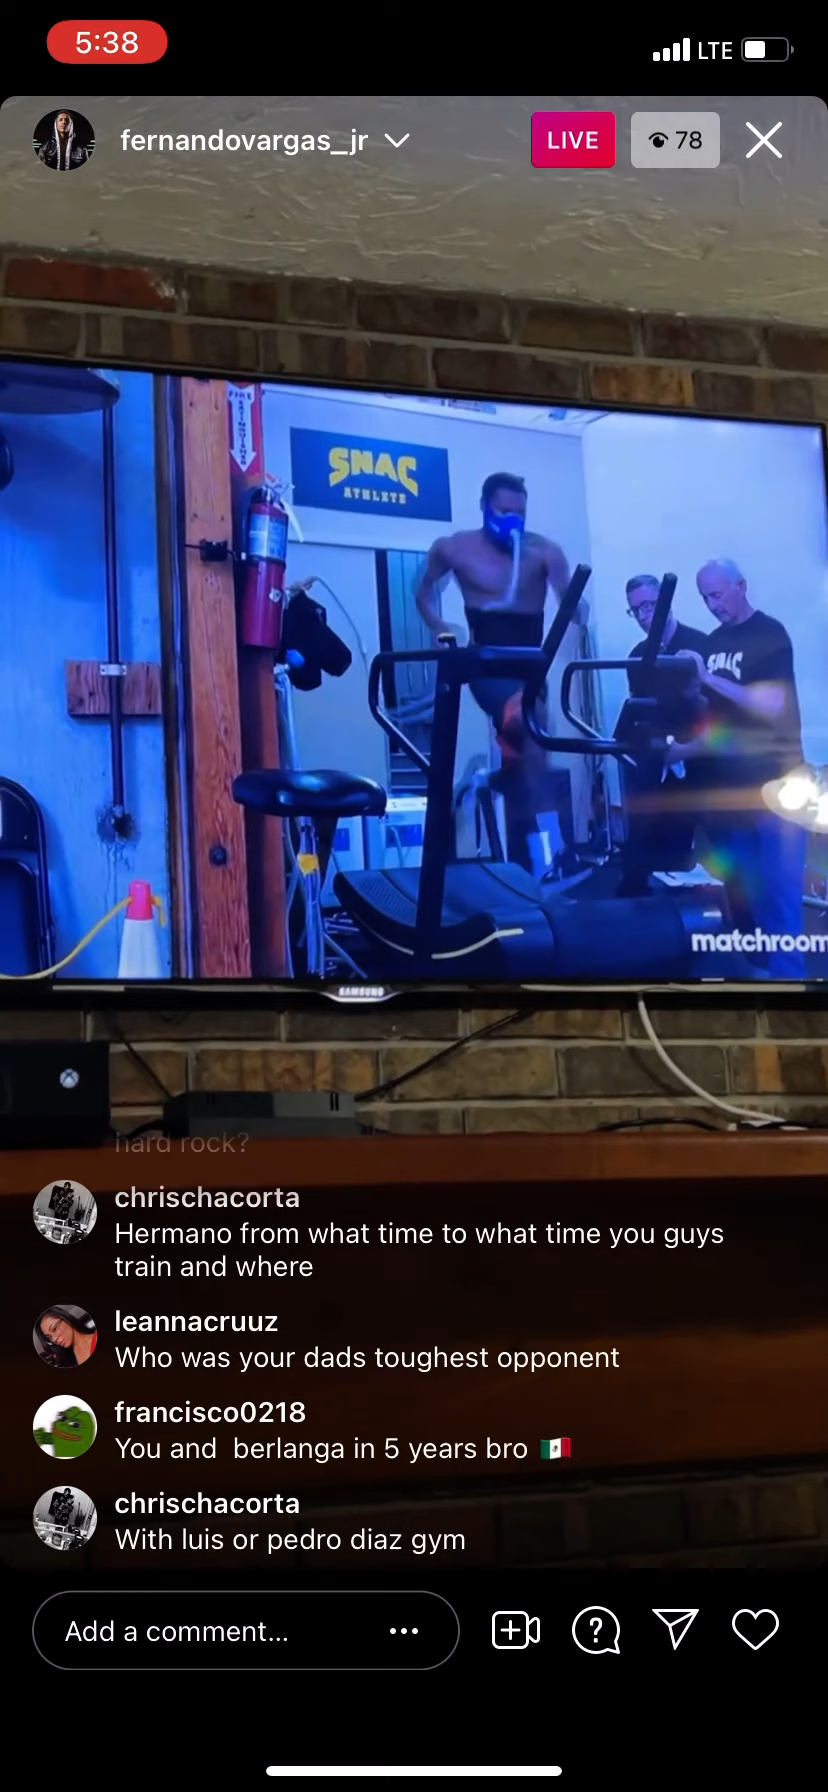 5:38
LTE
fernandovargas_jr
LIVE
78
FIRE
EXTINGUISHER
SNAC
ATHLETE
SNAC
matchroom
SAMSUNG
hard rock?
chrischacorta
Hermano from what time to what time you guys
train and where
leannacruuz
Who was your dads toughest opponent
francisco0218
You and  berlanga in 5 years bro 🇲🇽
chrischacorta
With luis or pedro diaz gym
Add a comment...